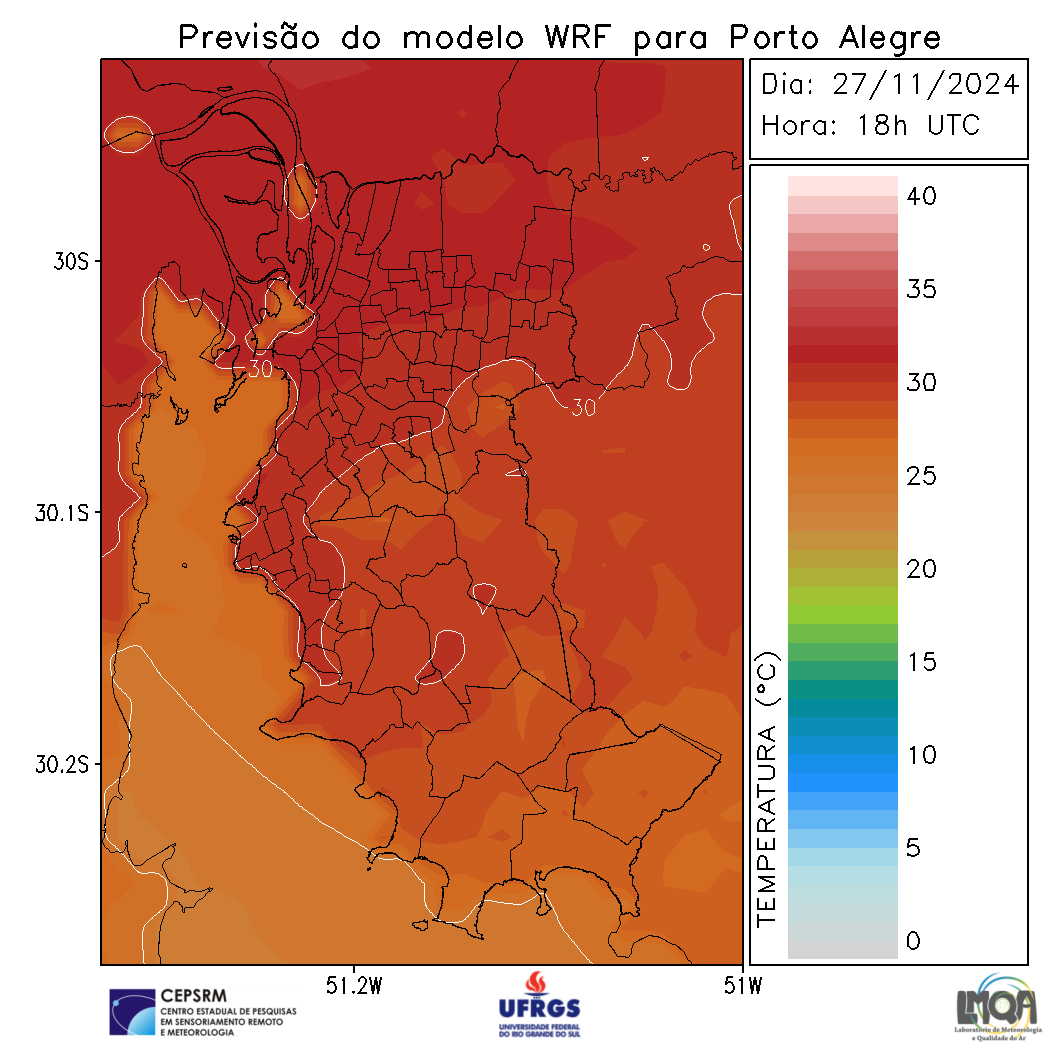 Previsão do modelo WRF para Porto Alegre
Dia: 27/11/2024
Hora: 18h UTC
30S
30.1S
30.2S
51.2W
51W
30
30
TEMPERATURA (°C)
40
35
30
25
20
15
10
5
0
CEPSRM
CENTRO ESTADUAL DE PESQUISAS
EM SENSORIAMENTO REMOTO
E METEOROLOGIA
UFRGS
UNIVERSIDADE FEDERAL
DO RIO GRANDE DO SUL
LMQA
Laboratório de Meteorologia
e Qualidade do Ar